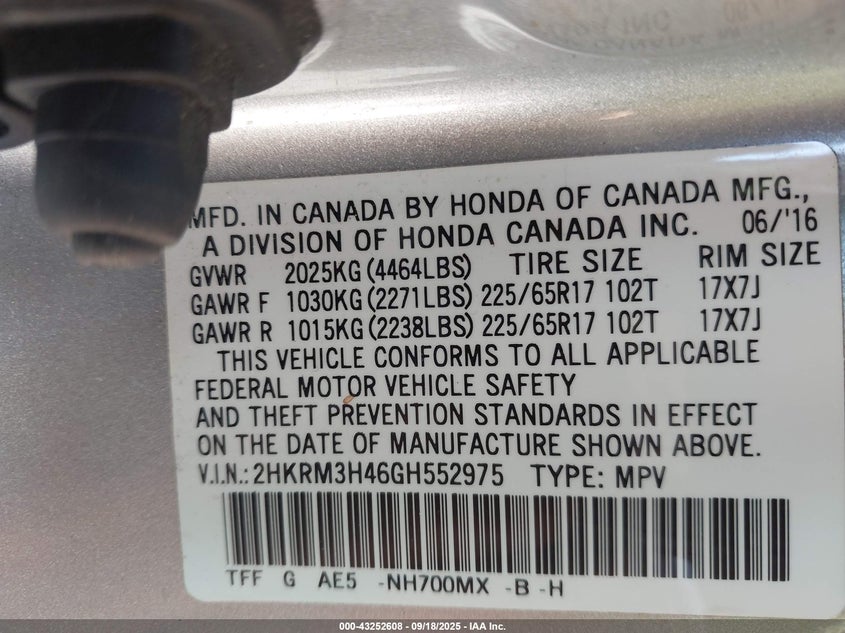 MFD. IN CANADA BY HONDA OF CANADA MFG.,
A DIVISION OF HONDA CANADA INC. 06/'16
GVWR 2025KG (4464LBS) TIRE SIZE RIM SIZE
GAWR F 1030KG (2271LBS) 225/65R17 102T 17X7J
GAWR R 1015KG (2238LBS) 225/65R17 102T 17X7J
THIS VEHICLE CONFORMS TO ALL APPLICABLE
FEDERAL MOTOR VEHICLE SAFETY
AND THEFT PREVENTION STANDARDS IN EFFECT
ON THE DATE OF MANUFACTURE SHOWN ABOVE.
V.I.N.: 2HKRM3H46GH552975 TYPE: MPV
TFF G AE5 -NH700MX -B -H
000-43252608 - 09/18/2025 - IAA Inc.